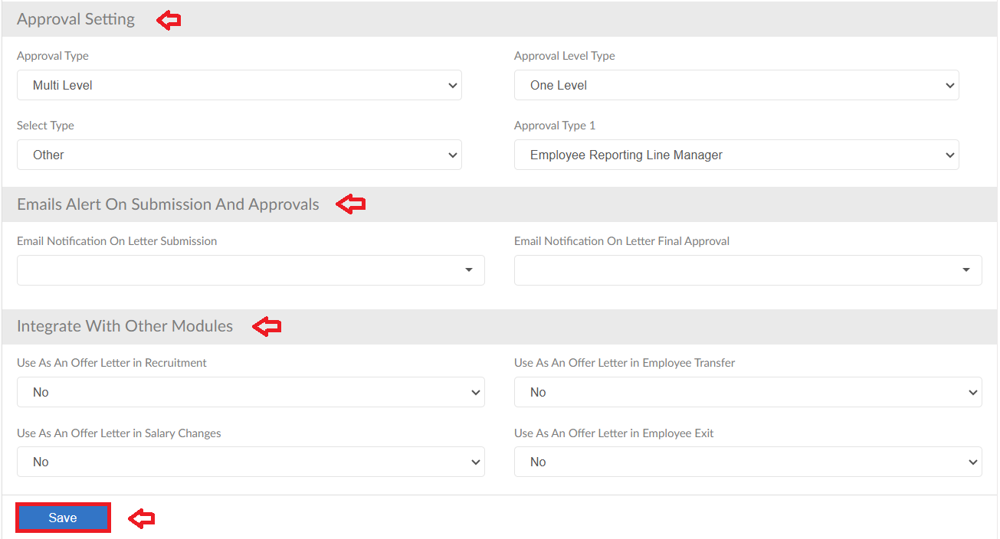 Approval Setting
Approval Type
Approval Level Type
Multi Level
One Level
Select Type
Approval Type 1
Other
Employee Reporting Line Manager
Emails Alert On Submission And Approvals
Email Notification On Letter Submission
Email Notification On Letter Final Approval
Integrate With Other Modules
Use As An Offer Letter in Recruitment
Use As An Offer Letter in Employee Transfer
No
No
Use As An Offer Letter in Salary Changes
Use As An Offer Letter in Employee Exit
No
No
Save